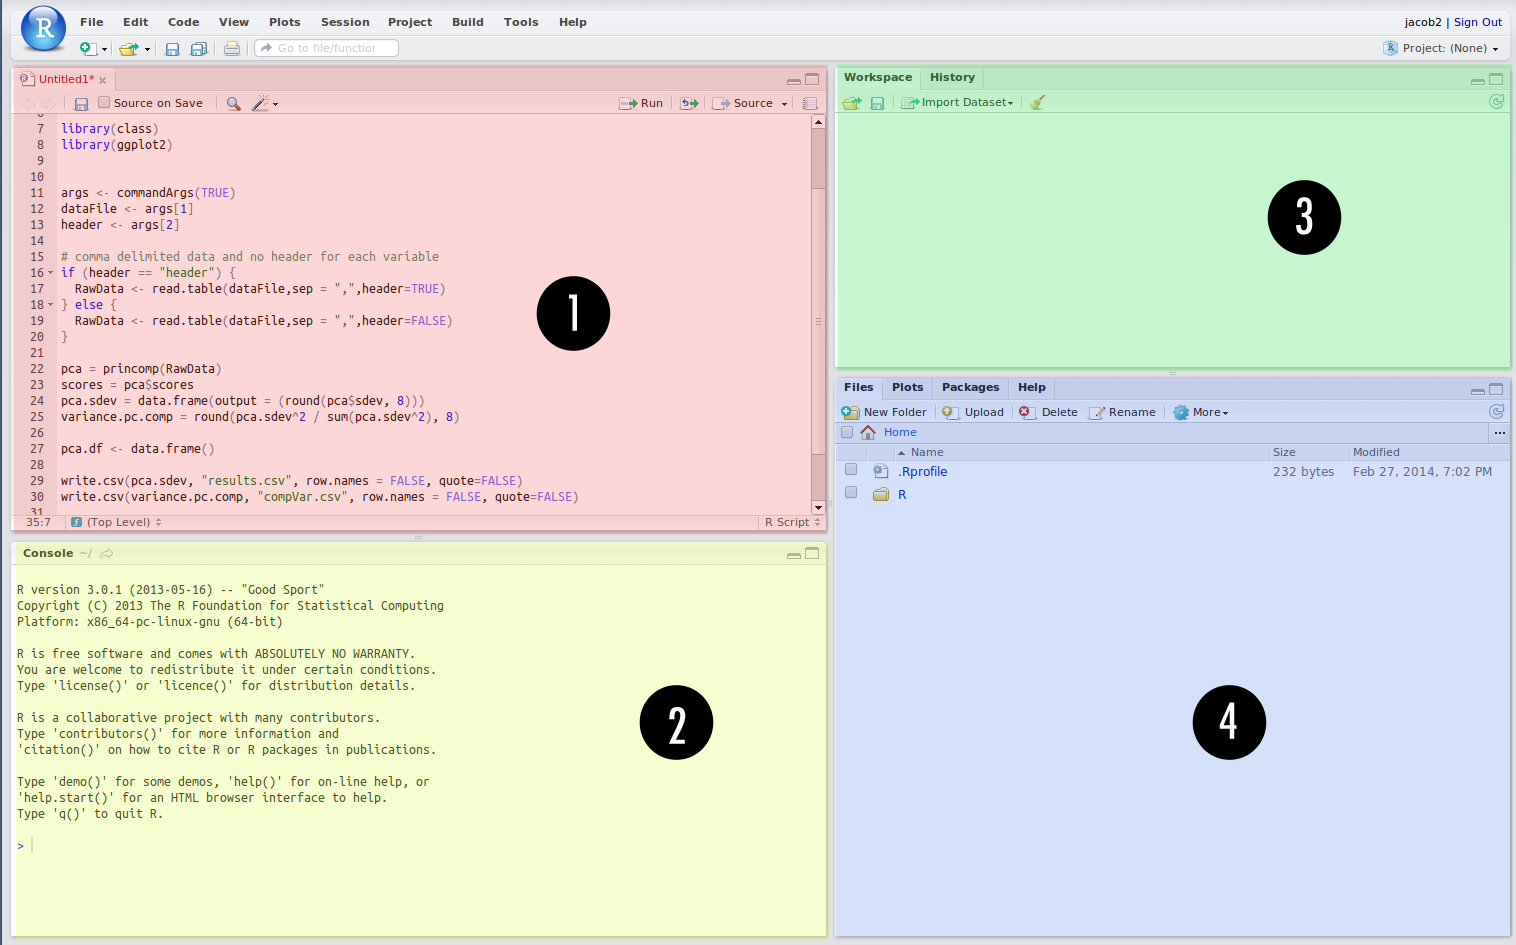 R
File Edit Code View Plots Session Project Build Tools Help
jacob2 | Sign Out
Go to file/function
Project: (None)
Untitled1*
Source on Save
Run
Source
7 library(class)
8 library(ggplot2)
9
10
11 args <- commandArgs(TRUE)
12 dataFile <- args[1]
13 header <- args[2]
14
15 # comma delimited data and no header for each variable
16 if (header == "header") {
17 RawData <- read.table(dataFile,sep = ",",header=TRUE)
18 } else {
19 RawData <- read.table(dataFile,sep = ",",header=FALSE)
20 }
21
22 pca = princomp(RawData)
23 scores = pca$scores
24 pca.sdev = data.frame(output = (round(pca$sdev, 8)))
25 variance.pc.comp = round(pca.sdev^2 / sum(pca.sdev^2), 8)
26
27 pca.df <- data.frame()
28
29 write.csv(pca.sdev, "results.csv", row.names = FALSE, quote=FALSE)
30 write.csv(variance.pc.comp, "compVar.csv", row.names = FALSE, quote=FALSE)
31
35:7 (Top Level) R Script
1
Console ~/
R version 3.0.1 (2013-05-16) -- "Good Sport"
Copyright (C) 2013 The R Foundation for Statistical Computing
Platform: x86_64-pc-linux-gnu (64-bit)
R is free software and comes with ABSOLUTELY NO WARRANTY.
You are welcome to redistribute it under certain conditions.
Type 'license()' or 'licence()' for distribution details.
R is a collaborative project with many contributors.
Type 'contributors()' for more information and
'citation()' on how to cite R or R packages in publications.
Type 'demo()' for some demos, 'help()' for on-line help, or
'help.start()' for an HTML browser interface to help.
Type 'q()' to quit R.
>
2
Workspace History
Import Dataset
3
Files Plots Packages Help
New Folder Upload Delete Rename More
Home ...
Name Size Modified
.Rprofile 232 bytes Feb 27, 2014, 7:02 PM
R
4